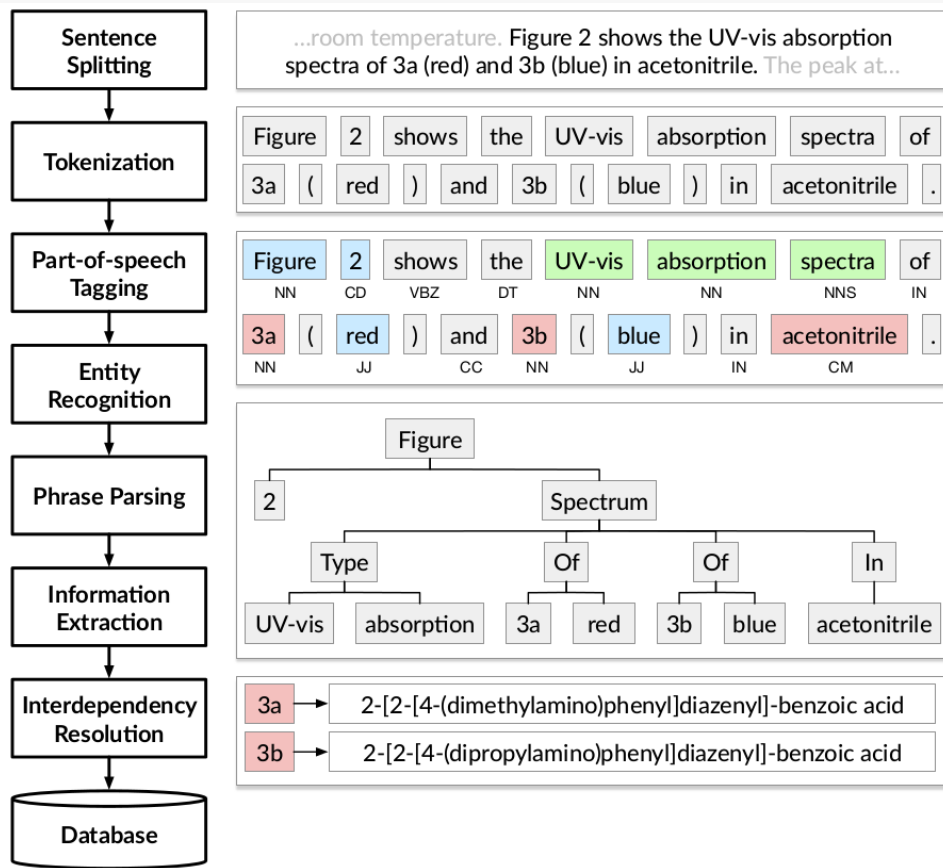 Sentence
Splitting
Tokenization
Part-of-speech
Tagging
Entity
Recognition
Phrase Parsing
Information
Extraction
Interdependency
Resolution
Database
...room temperature. Figure 2 shows the UV-vis absorption
spectra of 3a (red) and 3b (blue) in acetonitrile. The peak at...
Figure 2 shows the UV-vis absorption spectra of
3a ( red ) and 3b ( blue ) in acetonitrile .
Figure 2 shows the UV-vis absorption spectra of
NN CD VBZ DT NN NN NNS IN
3a ( red ) and 3b ( blue ) in acetonitrile .
NN JJ CC NN JJ IN CM
Figure
2 Spectrum
Type Of Of In
UV-vis absorption 3a red 3b blue acetonitrile
3a 2-[2-[4-(dimethylamino)phenyl]diazenyl]-benzoic acid
3b 2-[2-[4-(dipropylamino)phenyl]diazenyl]-benzoic acid